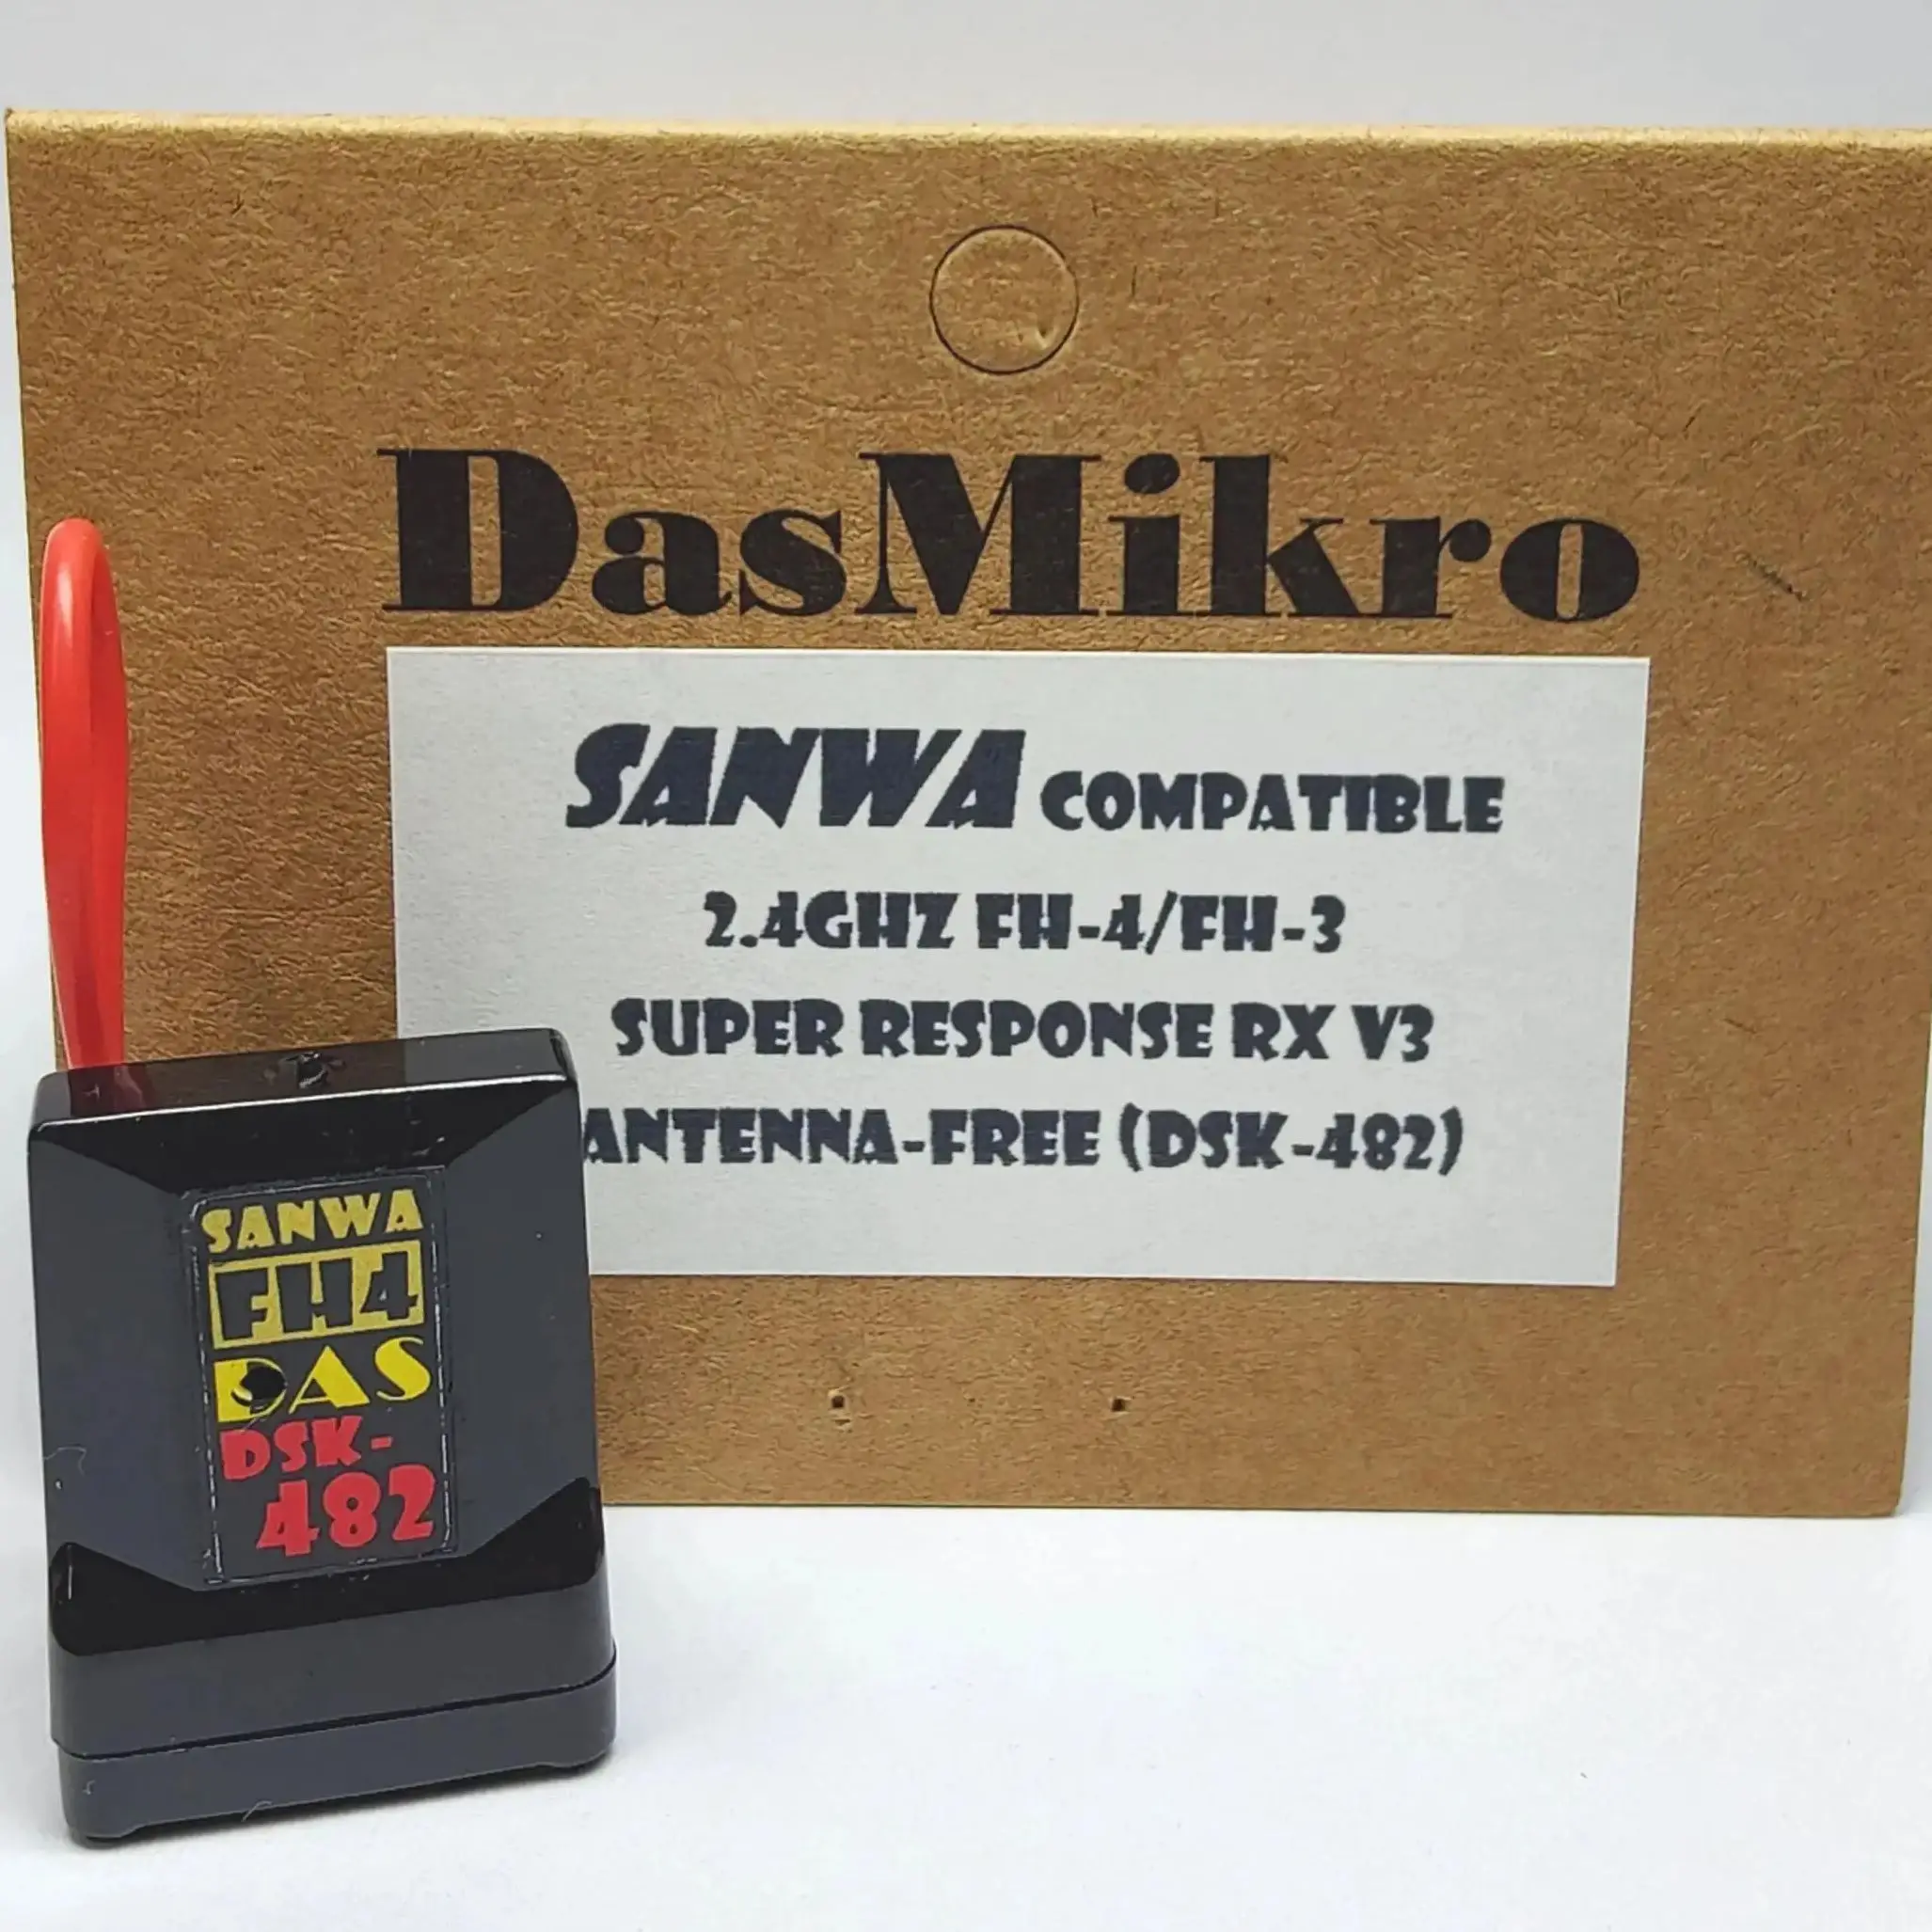 DasMikro
SANWA COMPATIBLE
2.4GHZ FH-4/FH-3
SUPER RESPONSE RX V3
ANTENNA-FREE (DSK-482)
SANWA
FH4
DAS
DSK-
482